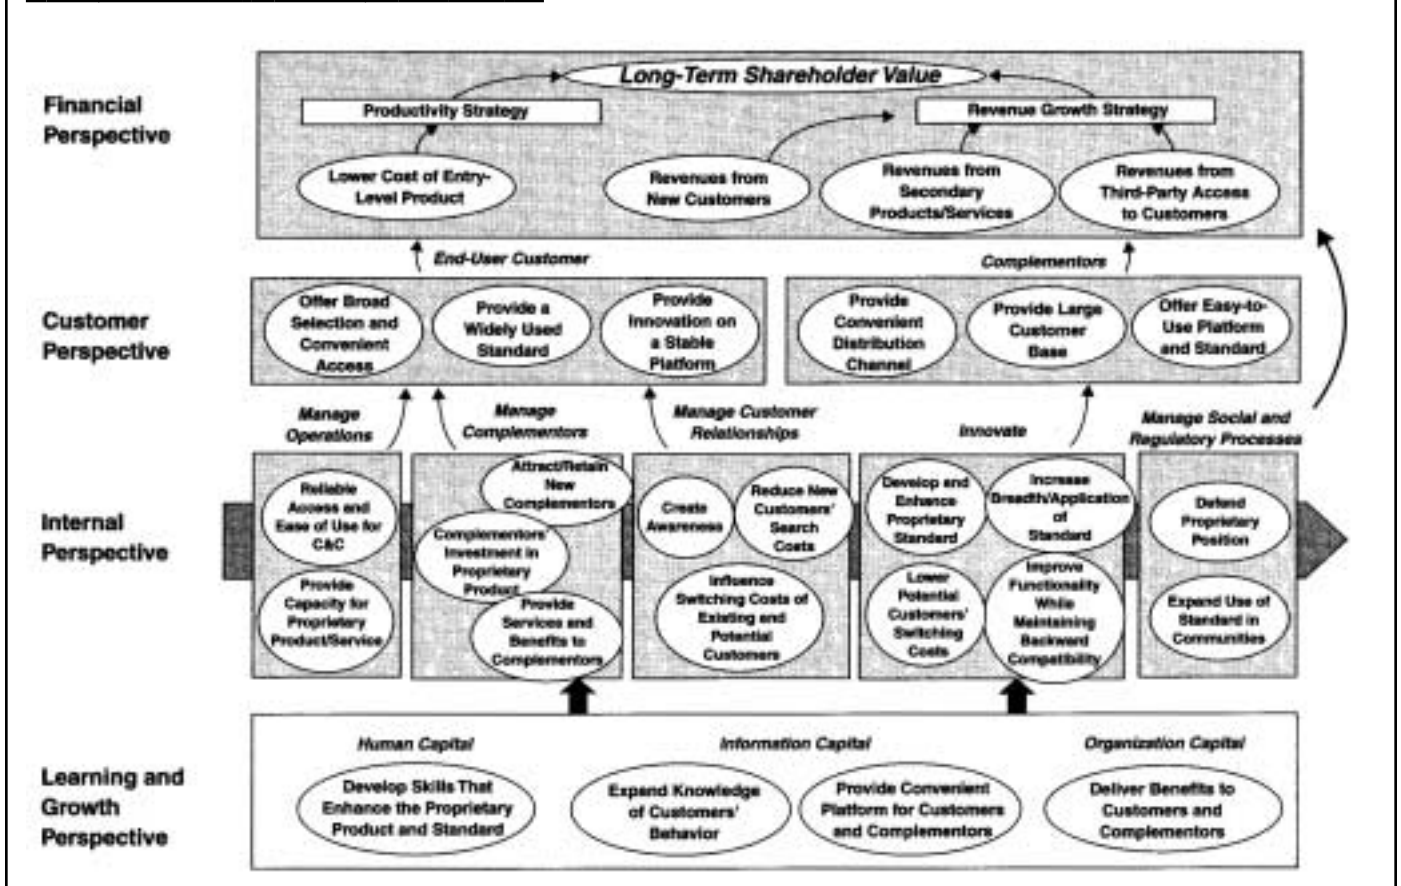 Financial
Perspective
Long-Term Shareholder Value
Productivity Strategy
Revenue Growth Strategy
Lower Cost of Entry-
Level Product
Revenues from
New Customers
Revenues from
Secondary
Products/Services
Revenues from
Third-Party Access
to Customers
End-User Customer
Complementors
Customer
Perspective
Offer Broad
Selection and
Convenient
Access
Provide a
Widely Used
Standard
Provide
Innovation on
a Stable
Platform
Provide
Convenient
Distribution
Channel
Provide Large
Customer
Base
Offer Easy-to-
Use Platform
and Standard
Manage
Operations
Manage
Complementors
Manage Customer
Relationships
Innovate
Manage Social and
Regulatory Processes
Internal
Perspective
Reliable
Access and
Ease of Use for
C&C
Provide
Capacity for
Proprietary
Product/Service
Attract/Retain
New
Complementors
Complementors'
Investment in
Proprietary
Product
Provide
Services and
Benefits to
Complementors
Create
Awareness
Reduce New
Customers'
Search
Costs
Influence
Switching Costs of
Existing and
Potential
Customers
Develop and
Enhance
Proprietary
Standard
Increase
Breadth/Application
of
Standard
Lower
Potential
Customers'
Switching
Costs
Improve
Functionality
While
Maintaining
Backward
Compatibility
Defend
Proprietary
Position
Expand Use of
Standard in
Communities
Learning and
Growth
Perspective
Human Capital
Information Capital
Organization Capital
Develop Skills That
Enhance the Proprietary
Product and Standard
Expand Knowledge
of Customers'
Behavior
Provide Convenient
Platform for Customers
and Complementors
Deliver Benefits to
Customers and
Complementors